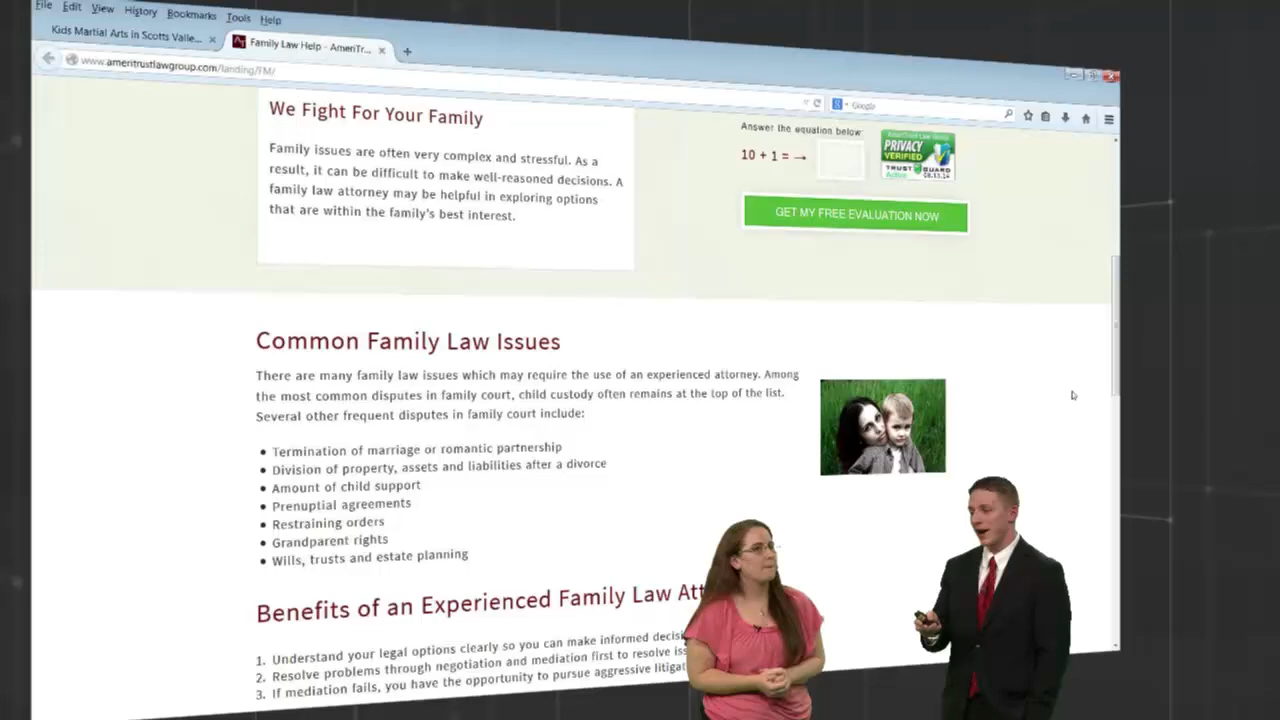 File Edit View History Bookmarks Tools Help
Kids Martial Arts in Scotts Valle...
Family Law Help - AmeriTr...
www.ameritrustlawgroup.com/landing/FM/
Google
We Fight For Your Family
Family issues are often very complex and stressful. As a
result, it can be difficult to make well-reasoned decisions. A
family law attorney may be helpful in exploring options
that are within the family's best interest.
Answer the equation below:
10 + 1 = →
PRIVACY
VERIFIED
TRUST GUARD
Active
GET MY FREE EVALUATION NOW
Common Family Law Issues
There are many family law issues which may require the use of an experienced attorney. Among
the most common disputes in family court, child custody often remains at the top of the list.
Several other frequent disputes in family court include:
• Termination of marriage or romantic partnership
• Division of property, assets and liabilities after a divorce
• Amount of child support
• Prenuptial agreements
• Restraining orders
• Grandparent rights
• Wills, trusts and estate planning
Benefits of an Experienced Family Law Att
1. Understand your legal options clearly so you can make informed decisi
2. Resolve problems through negotiation and mediation first to resolve iss
3. If mediation fails, you have the opportunity to pursue aggressive litigat